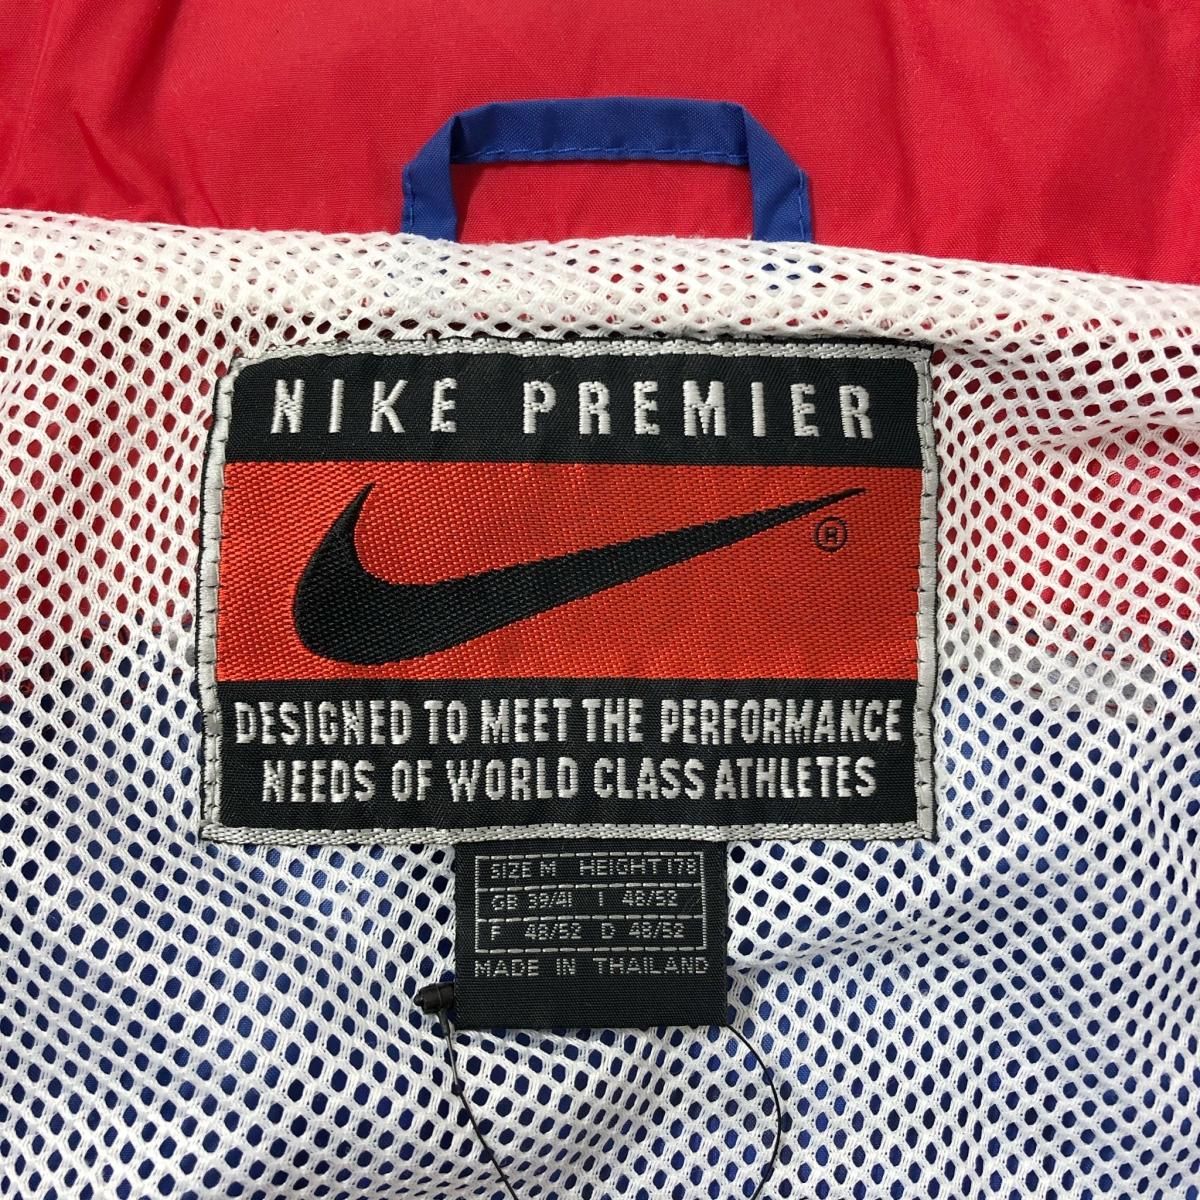 NIKE PREMIER
®
DESIGNED TO MEET THE PERFORMANCE
NEEDS OF WORLD CLASS ATHLETES
SIZE M HEIGHT 178
GB 39/41 I 48/52
F 48/52 D 48/52
MADE IN THAILAND